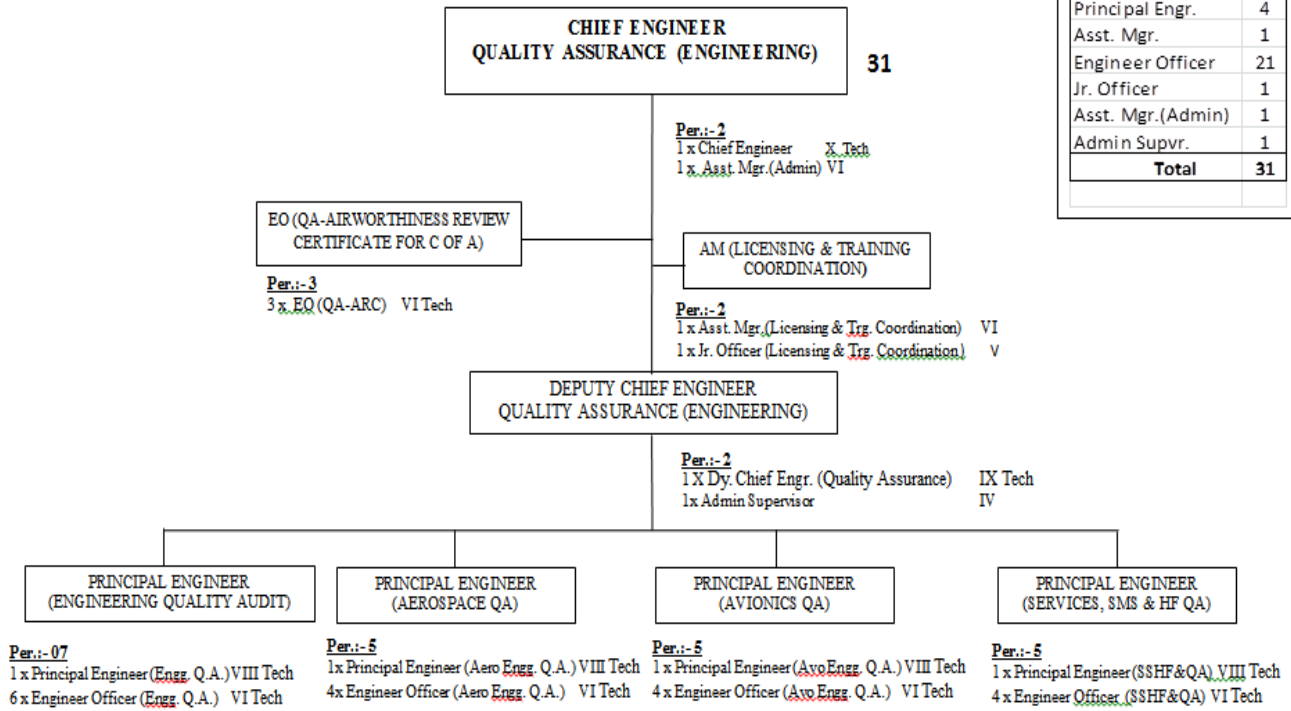 CHIEF ENGINEER
QUALITY ASSURANCE (ENGINEERING)
31
Principal Engr. 4
Asst. Mgr. 1
Engineer Officer 21
Jr. Officer 1
Asst. Mgr.(Admin) 1
Admin Supvr. 1
Total 31
Per.:- 2
1 x Chief Engineer X Tech
1 x Asst. Mgr.(Admin) VI
EO (QA-AIRWORTHINESS REVIEW
CERTIFICATE FOR C OF A)
Per.:- 3
3 x EO (QA-ARC) VI Tech
AM (LICENSING & TRAINING
COORDINATION)
Per.:- 2
1 x Asst. Mgr.(Licensing & Trg. Coordination) VI
1 x Jr. Officer (Licensing & Trg. Coordination) V
DEPUTY CHIEF ENGINEER
QUALITY ASSURANCE (ENGINEERING)
Per.:- 2
1 X Dy. Chief Engr. (Quality Assurance) IX Tech
1x Admin Supervisor IV
PRINCIPAL ENGINEER
(ENGINEERING QUALITY AUDIT)
Per.:- 07
1 x Principal Engineer (Engg. Q.A.) VIII Tech
6 x Engineer Officer (Engg. Q.A.) VI Tech
PRINCIPAL ENGINEER
(AEROSPACE QA)
Per.:- 5
1x Principal Engineer (Aero Engg. Q.A.) VIII Tech
4x Engineer Officer (Aero Engg. Q.A.) VI Tech
PRINCIPAL ENGINEER
(AVIONICS QA)
Per.:- 5
1 x Principal Engineer (Avo Engg. Q.A.) VIII Tech
4 x Engineer Officer (Avo Engg. Q.A.) VI Tech
PRINCIPAL ENGINEER
(SERVICES, SMS & HF QA)
Per.:- 5
1 x Principal Engineer (SSHF&QA) VIII Tech
4 x Engineer Officer (SSHF&QA) VI Tech